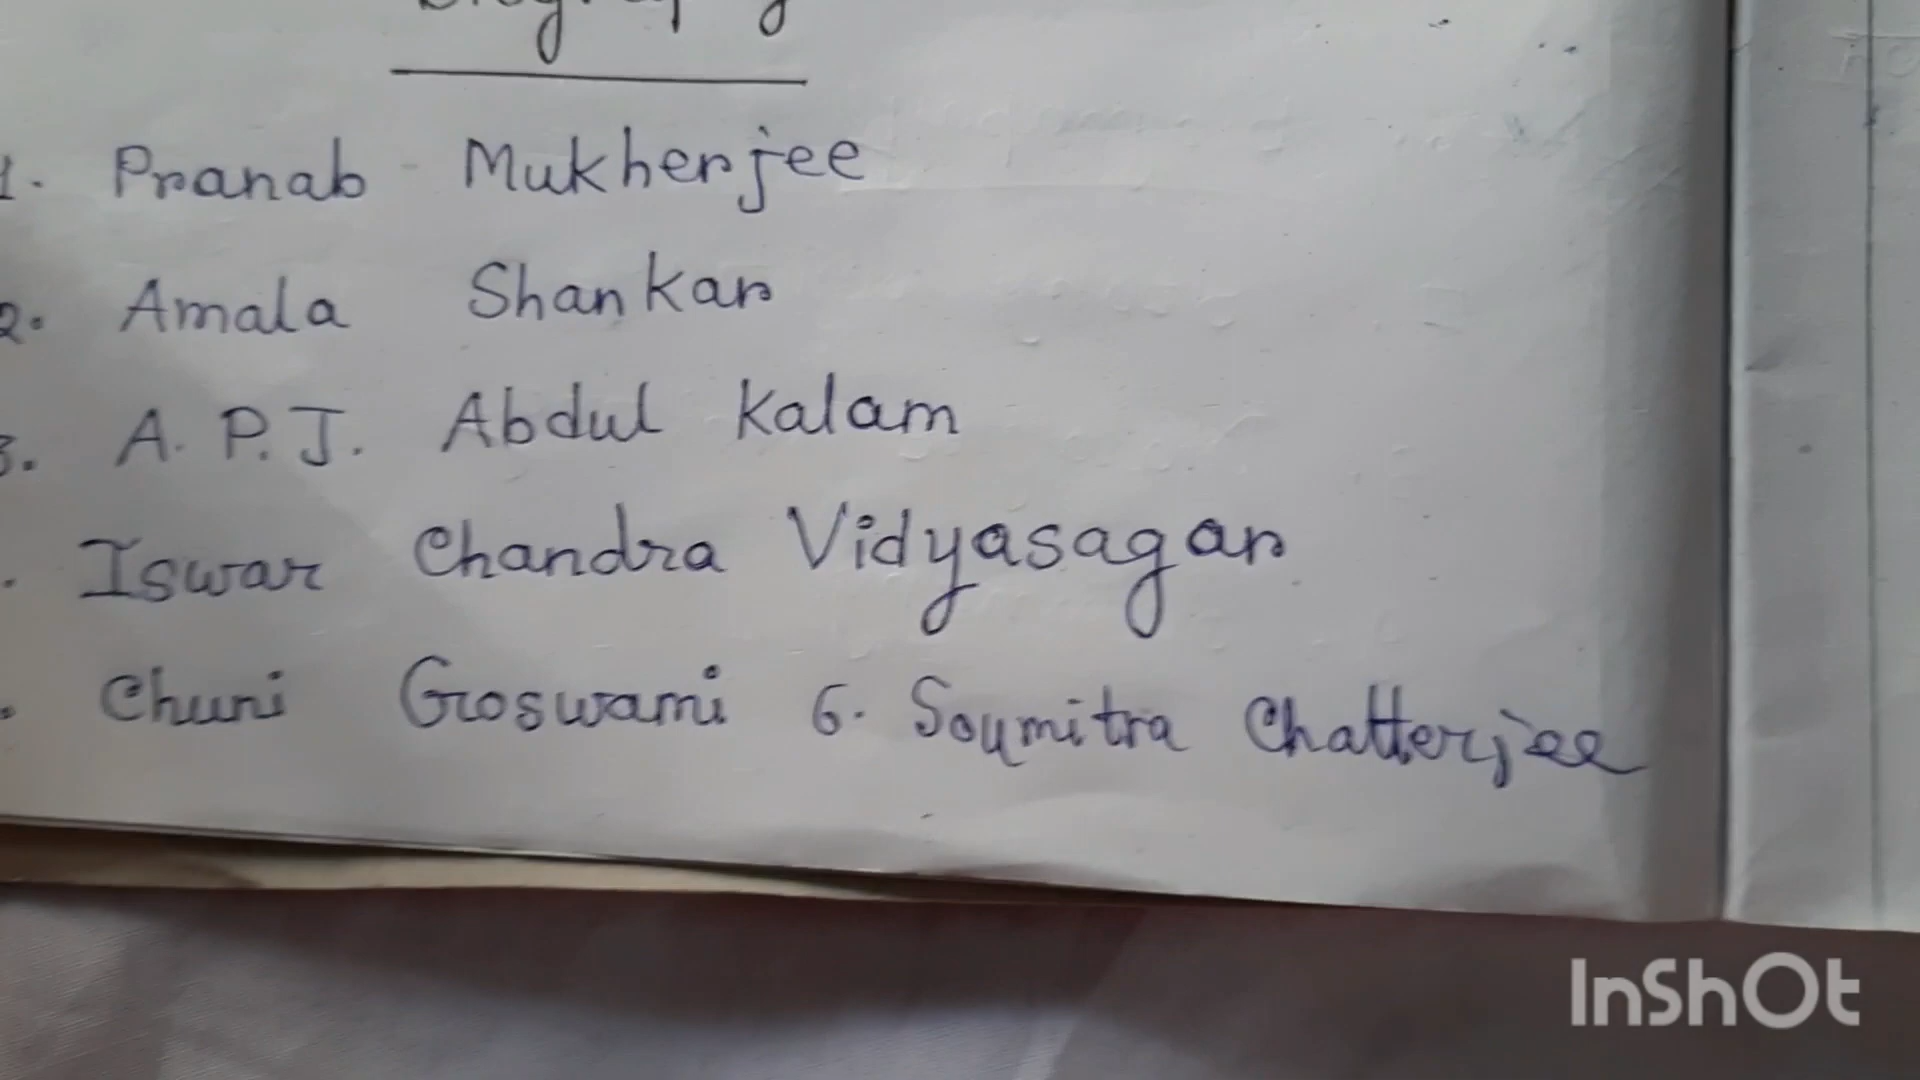 1. Pranab Mukherjee
2. Amala Shankar
3. A. P. J. Abdul Kalam
. Iswar Chandra Vidyasagar
. Chuni Goswami 6. Soumitra Chatterjee
InShOt